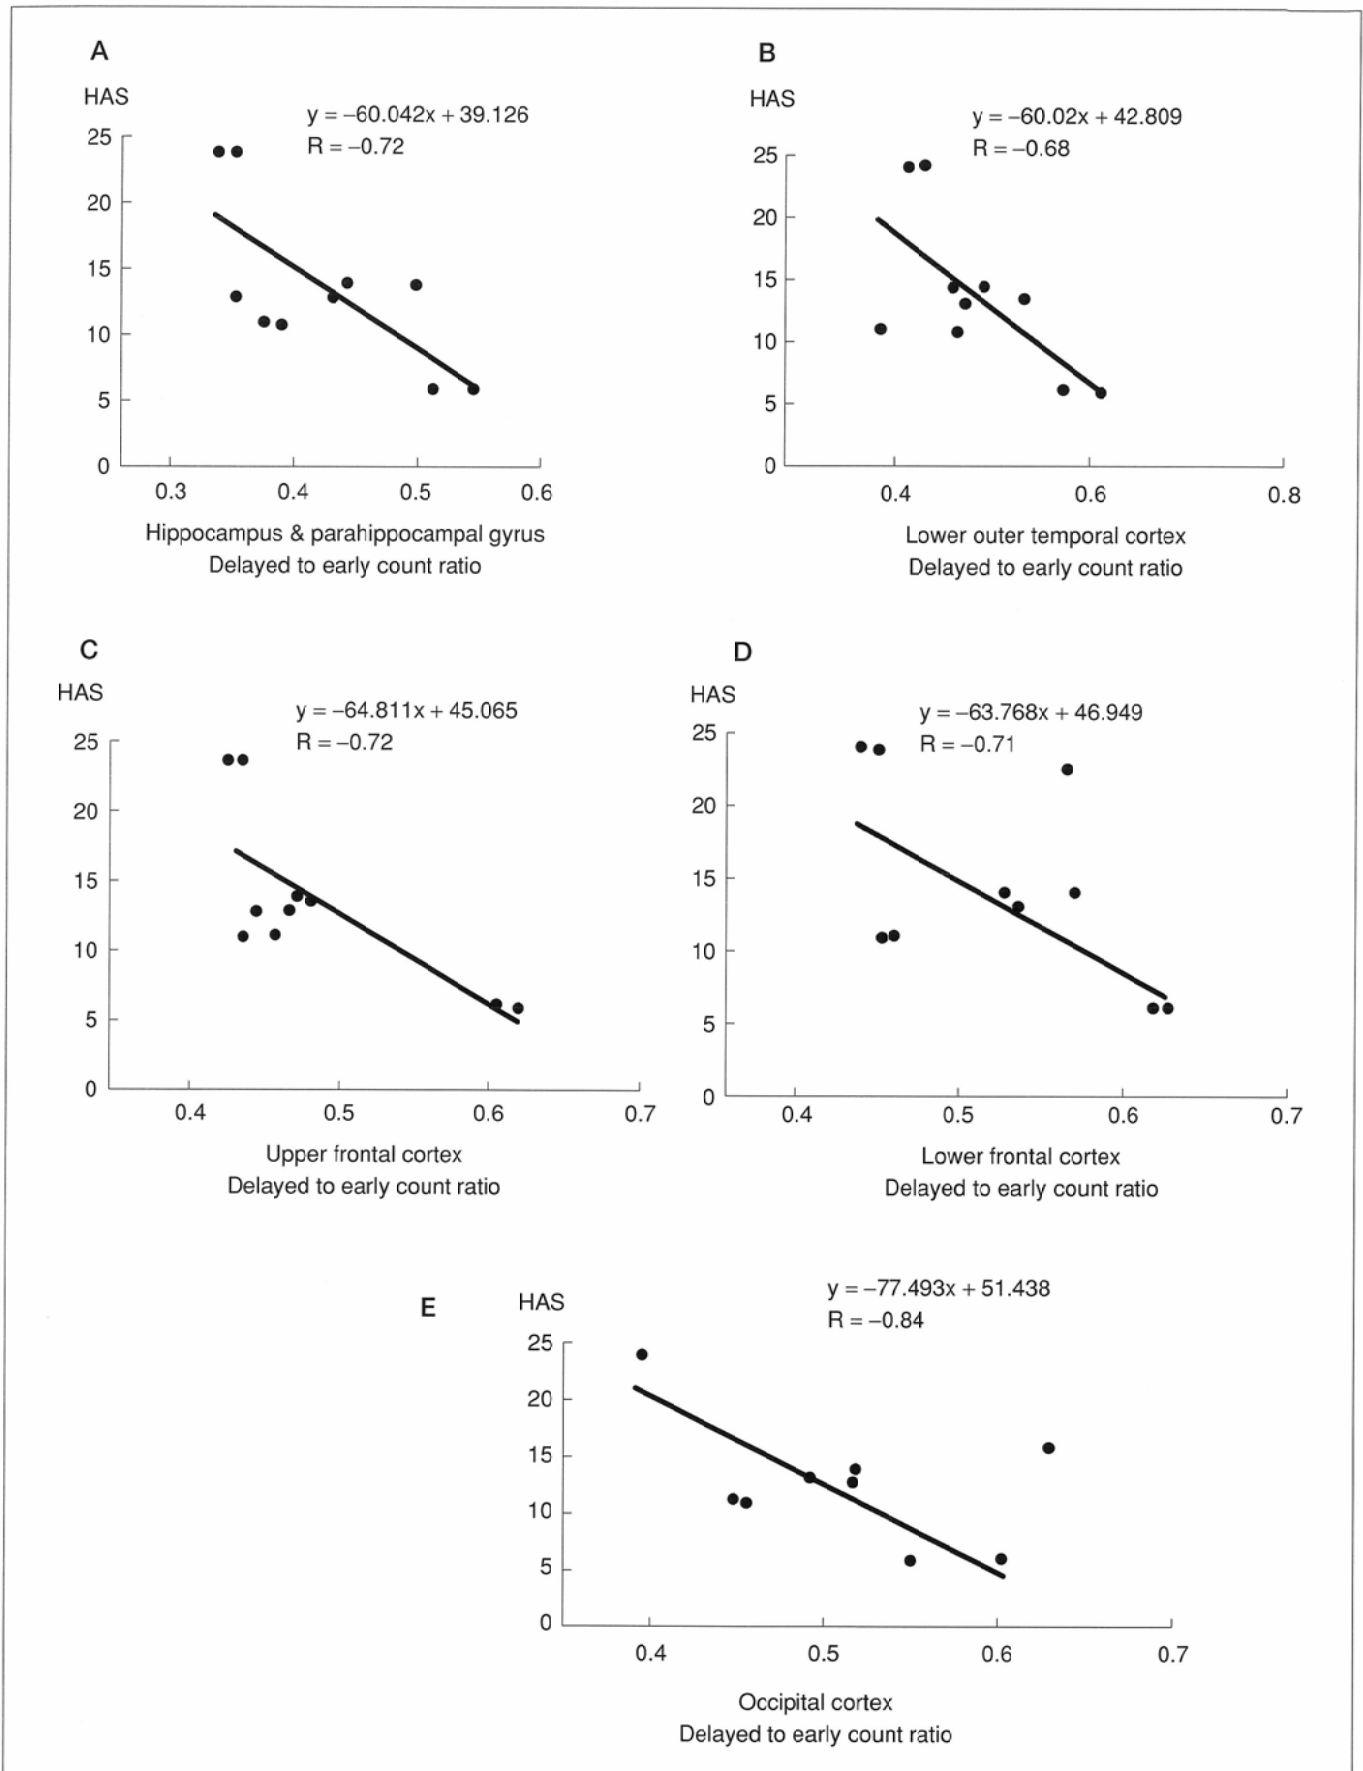 A
HAS
y = –60.042x + 39.126
R = –0.72
25
20
15
10
5
0
0.3 0.4 0.5 0.6
Hippocampus & parahippocampal gyrus
Delayed to early count ratio
B
HAS
y = –60.02x + 42.809
R = –0.68
25
20
15
10
5
0
0.4 0.6 0.8
Lower outer temporal cortex
Delayed to early count ratio
C
HAS
y = –64.811x + 45.065
R = –0.72
25
20
15
10
5
0
0.4 0.5 0.6 0.7
Upper frontal cortex
Delayed to early count ratio
D
HAS
y = –63.768x + 46.949
R = –0.71
25
20
15
10
5
0
0.4 0.5 0.6 0.7
Lower frontal cortex
Delayed to early count ratio
E
HAS
y = –77.493x + 51.438
R = –0.84
25
20
15
10
5
0
0.4 0.5 0.6 0.7
Occipital cortex
Delayed to early count ratio